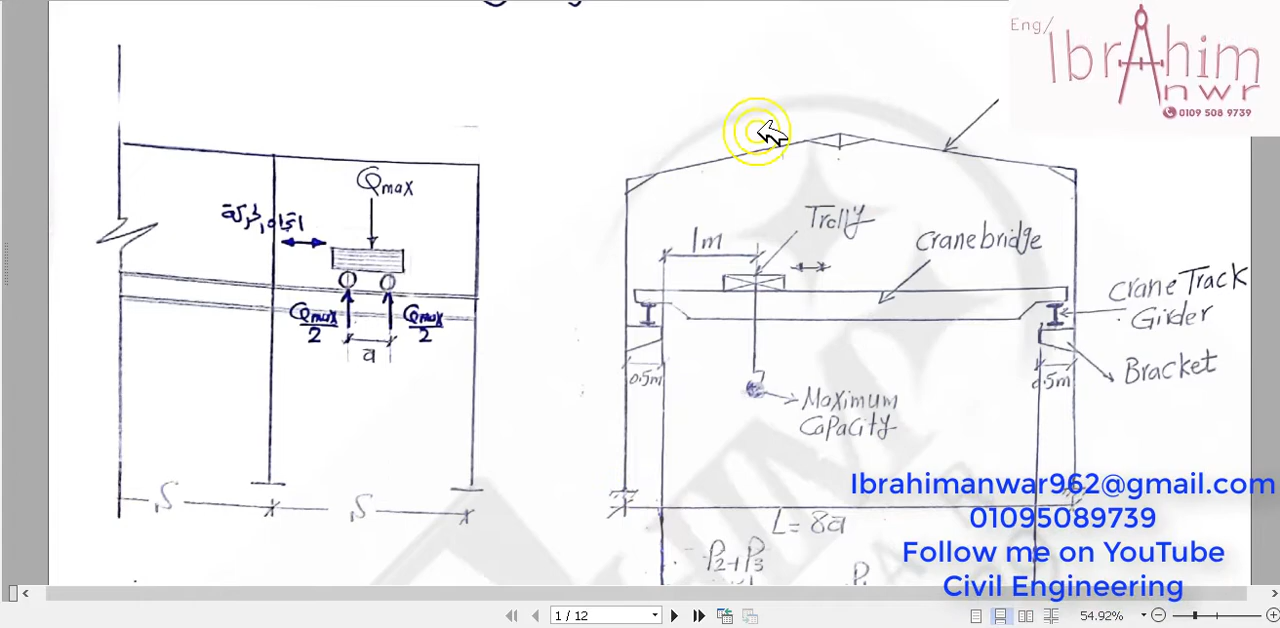 Eng/
Ibrahim
Anwr
0109 508 9739
Qmax
Qmax
2
Qmax
2
a
S
S
Trolly
1m
Crane bridge
Crane Track
Girder
Bracket
0.5m
0.5m
Maximum
Capacity
L= 8a
P2+P3
P
Ibrahimanwar962@gmail.com
01095089739
Follow me on YouTube
Civil Engineering
1 / 12
54.92%